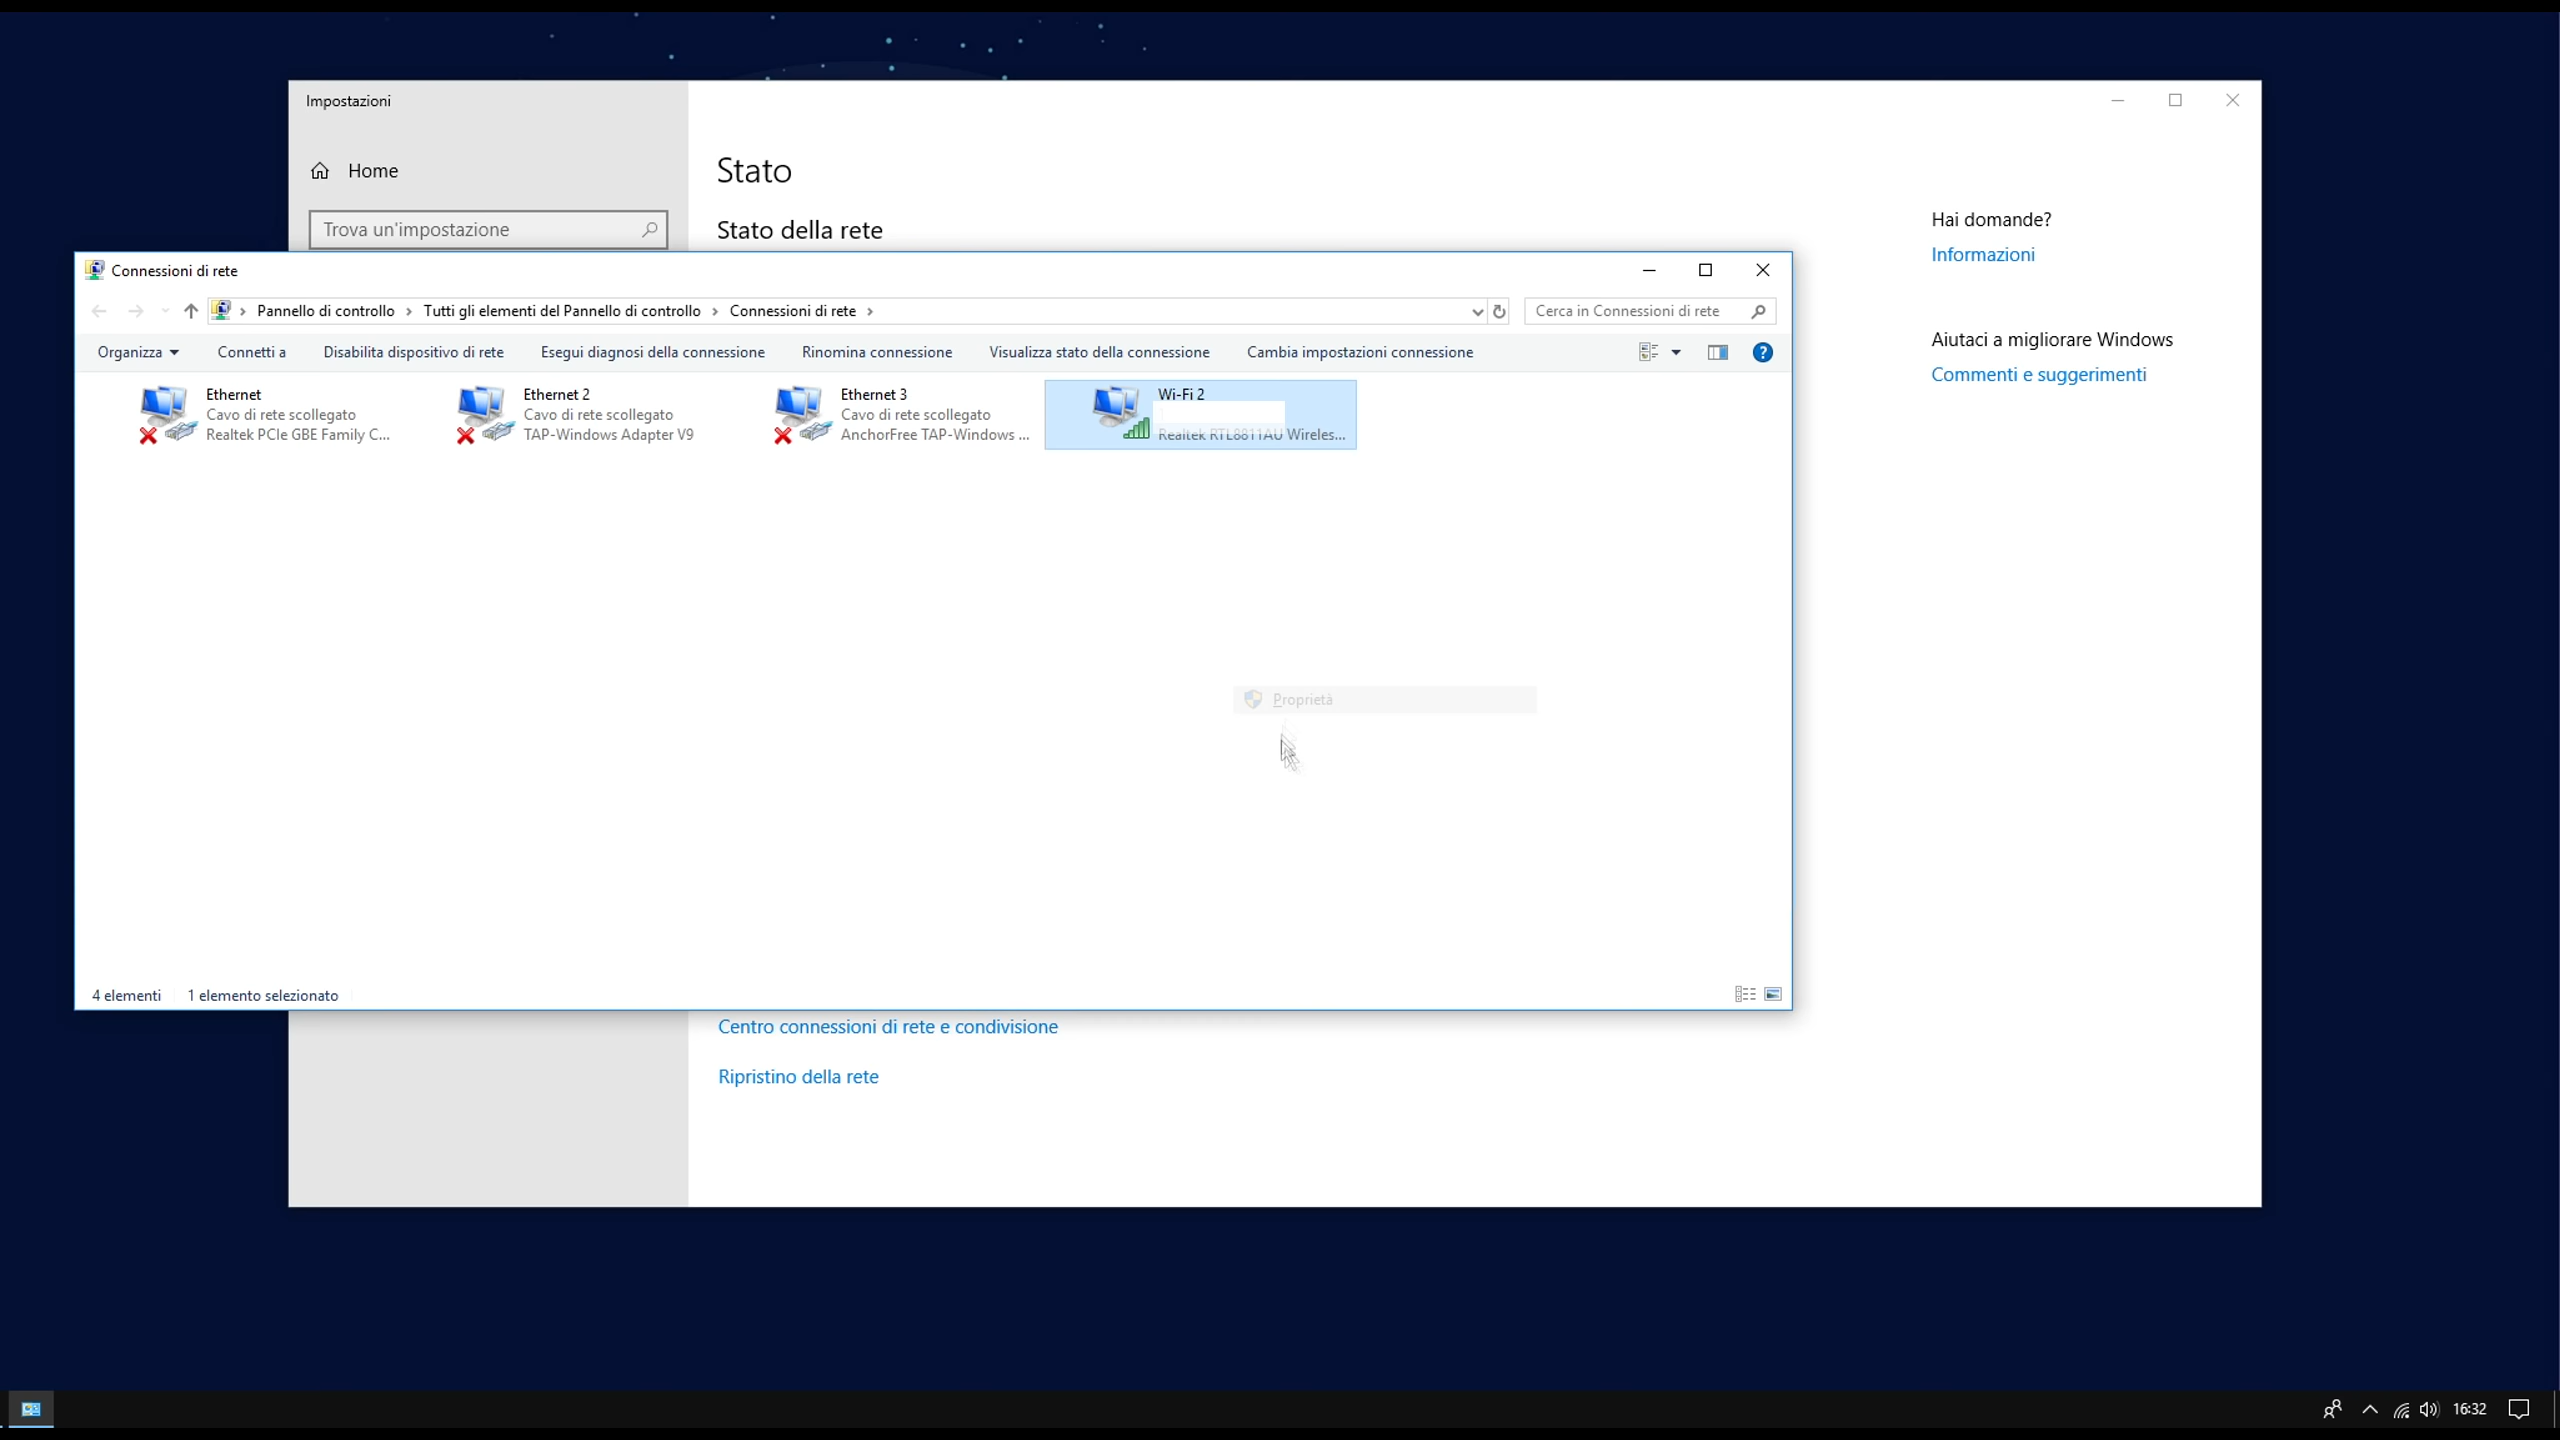 Impostazioni
Home
Trova un'impostazione
Stato
Stato della rete
Hai domande?
Informazioni
Aiutaci a migliorare Windows
Commenti e suggerimenti
Connessioni di rete
Pannello di controllo > Tutti gli elementi del Pannello di controllo > Connessioni di rete >
Cerca in Connessioni di rete
Organizza Connetti a Disabilita dispositivo di rete Esegui diagnosi della connessione Rinomina connessione Visualizza stato della connessione Cambia impostazioni connessione
Ethernet
Cavo di rete scollegato
Realtek PCIe GBE Family C...
Ethernet 2
Cavo di rete scollegato
TAP-Windows Adapter V9
Ethernet 3
Cavo di rete scollegato
AnchorFree TAP-Windows ...
Wi-Fi 2
Realtek RTL8811AU Wireles...
Proprietà
4 elementi 1 elemento selezionato
Centro connessioni di rete e condivisione
Ripristino della rete
16:32